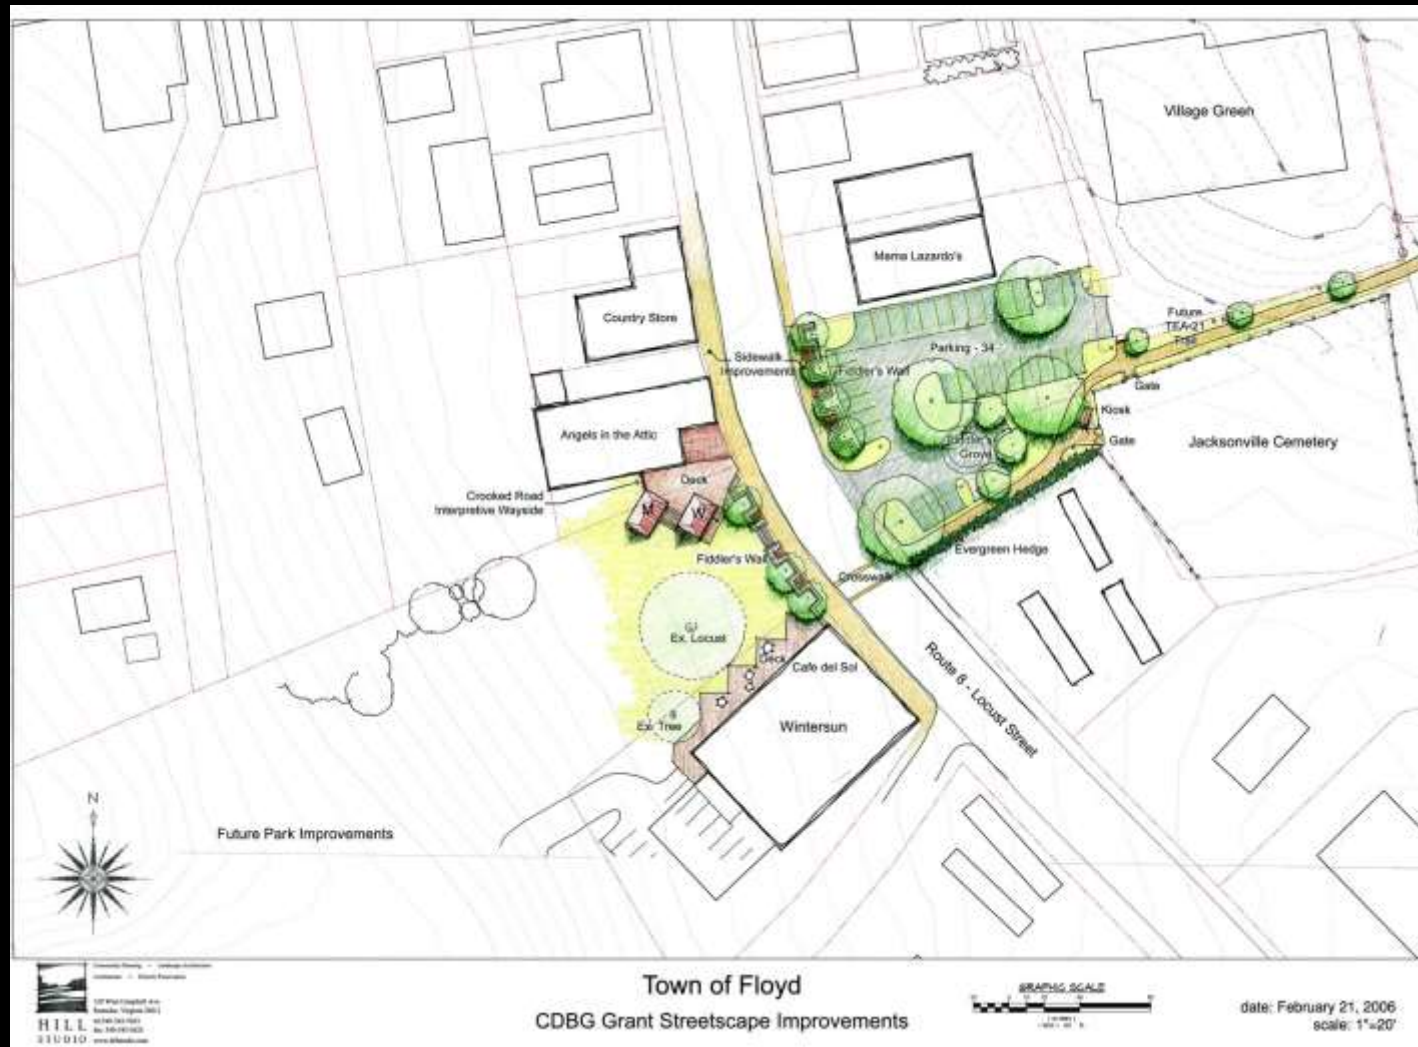 Village Green
Mama Lazardo's
Country Store
Sidewalk
Improvements
Parking - 34
Fiddler's Wall
Future
TEA-21
Trail
Gate
Kiosk
Gate
Jacksonville Cemetery
Grove
Angels in the Attic
Deck
Crooked Road
Interpretive Wayside
M
W
Fiddler's Wall
Evergreen Hedge
Crosswalk
Ex. Locust
Deck
Cafe del Sol
Ex. Tree
Wintersun
Route 8 - Locust Street
N
Future Park Improvements
HILL
STUDIO
Town of Floyd
CDBG Grant Streetscape Improvements
GRAPHIC SCALE
date: February 21, 2006
scale: 1"=20'